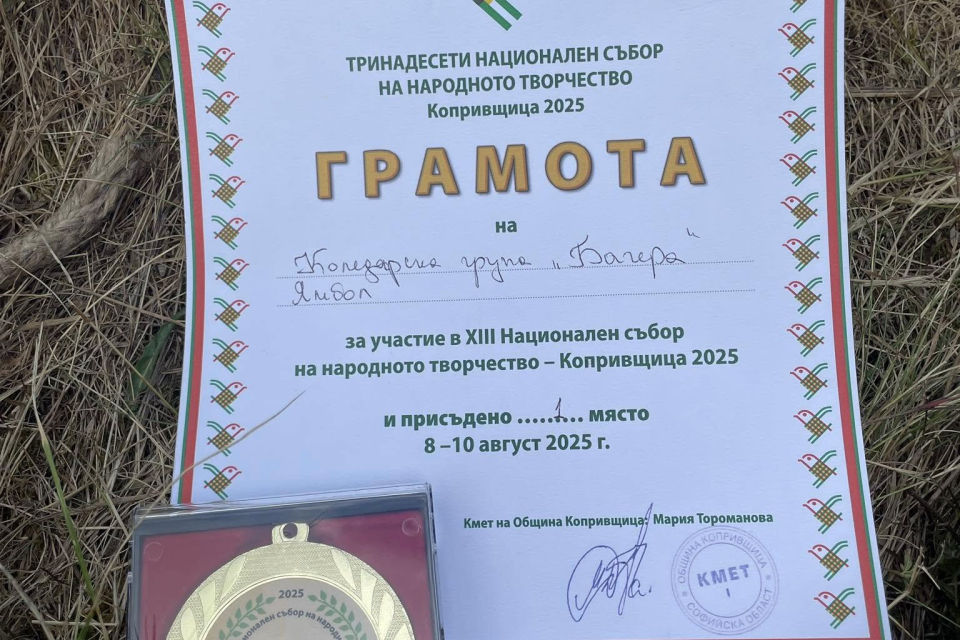 ТРИНАДЕСЕТИ НАЦИОНАЛЕН СЪБОР
НА НАРОДНОТО ТВОРЧЕСТВО
Копривщица 2025
ГРАМОТА
на
Коледарска група „Багера“
Ямбол
за участие в XIII Национален събор
на народното творчество – Копривщица 2025
и присъдено .....1.. място
8 –10 август 2025 г.
Кмет на Община Копривщица: Мария Тороманова
ОБЩИНА КОПРИВЩИЦА
КМЕТ
I
СОФИЙСКА ОБЛАСТ
2025